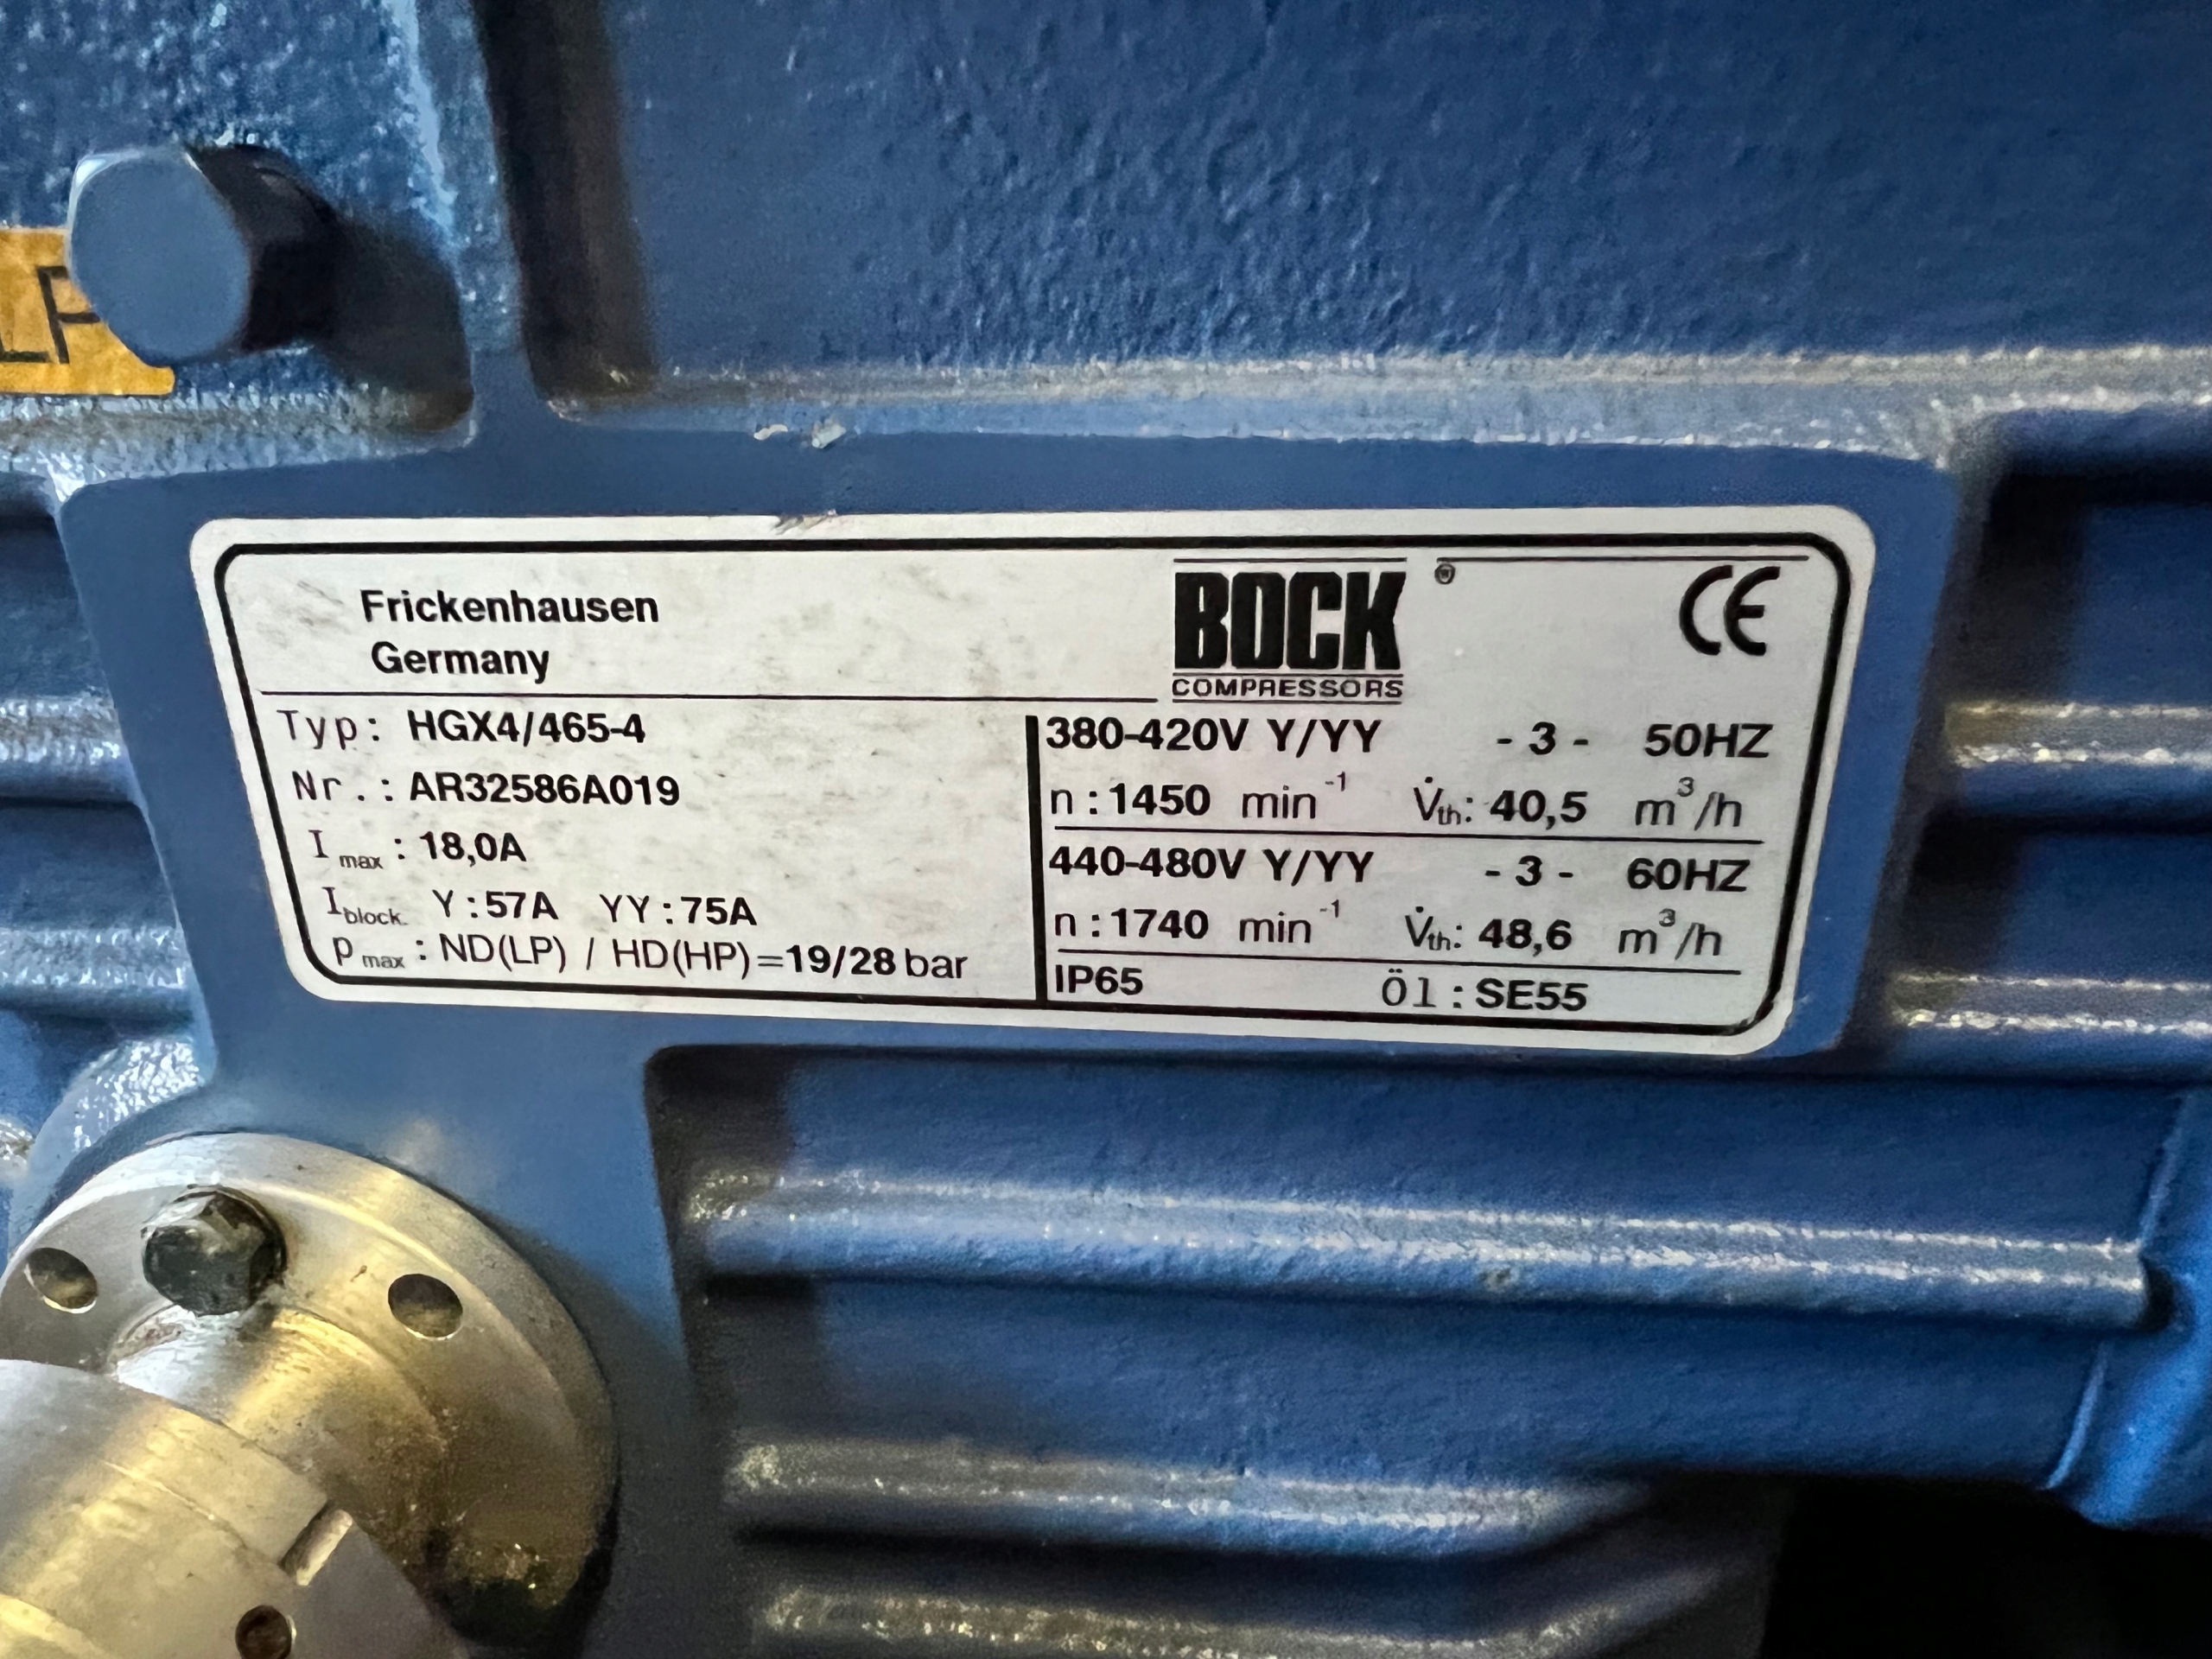 LP
Frickenhausen
Germany
BOCK ®
COMPRESSORS
CE
Typ: HGX4/465-4
Nr.: AR32586A019
I max : 18,0A
I block. Y:57A YY:75A
p max : ND(LP) / HD(HP)=19/28 bar
380-420V Y/YY -3- 50HZ
n:1450 min⁻¹ V̇th: 40,5 m³/h
440-480V Y/YY -3- 60HZ
n:1740 min⁻¹ V̇th: 48,6 m³/h
IP65 Öl:SE55